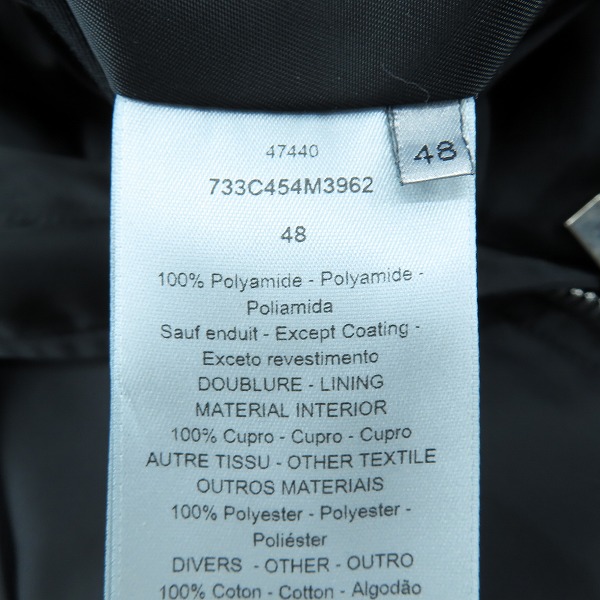 47440
48
733C454M3962
48
100% Polyamide - Polyamide -
Poliamida
Sauf enduit - Except Coating -
Exceto revestimento
DOUBLURE - LINING
MATERIAL INTERIOR
100% Cupro - Cupro - Cupro
AUTRE TISSU - OTHER TEXTILE
OUTROS MATERIAIS
100% Polyester - Polyester -
Poliéster
DIVERS - OTHER - OUTRO
100% Coton - Cotton - Algodão